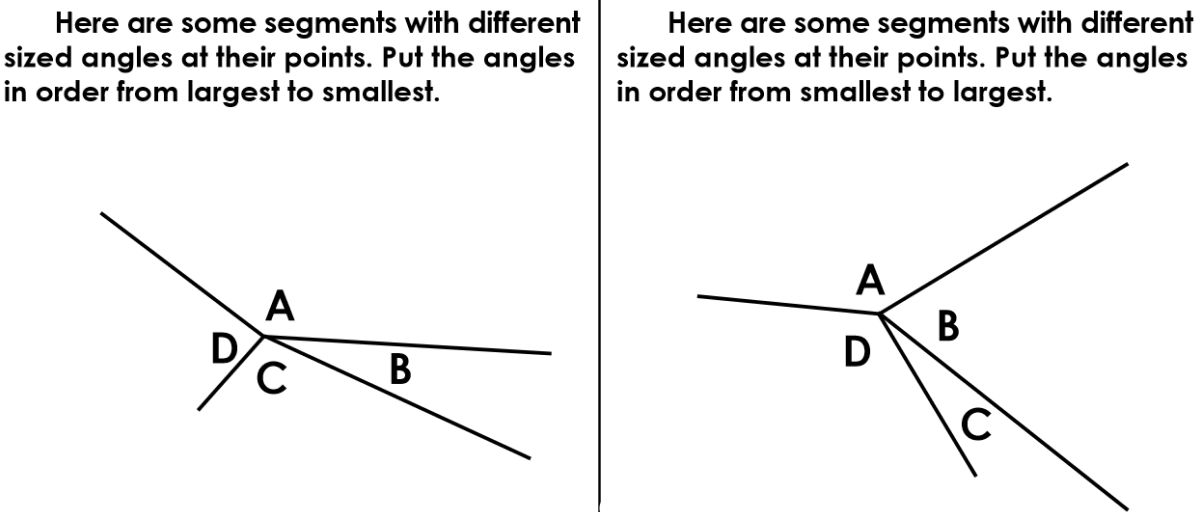 Here are some segments with different
sized angles at their points. Put the angles
in order from largest to smallest.
A
D
B
C
Here are some segments with different
sized angles at their points. Put the angles
in order from smallest to largest.
A
B
D
C